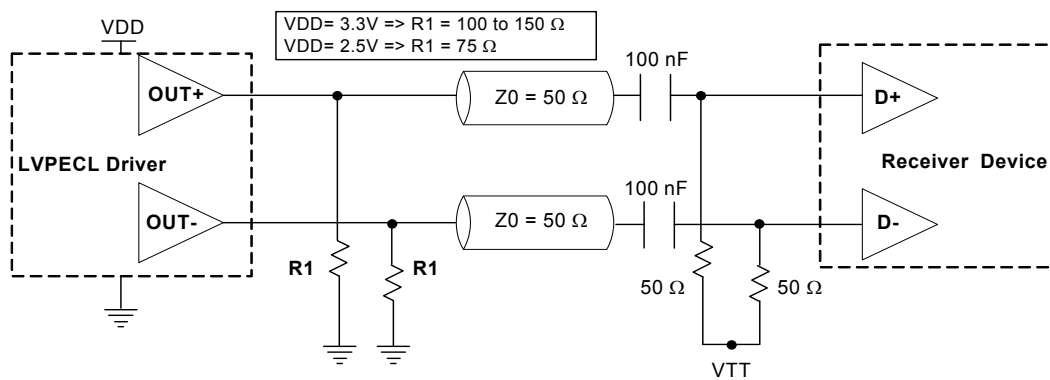 VDD= 3.3V => R1 = 100 to 150 Ω
VDD= 2.5V => R1 = 75 Ω
VDD
100 nF
OUT+
Z0 = 50 Ω
D+
LVPECL Driver
Receiver Device
100 nF
OUT-
Z0 = 50 Ω
D-
R1
R1
50 Ω
50 Ω
VTT